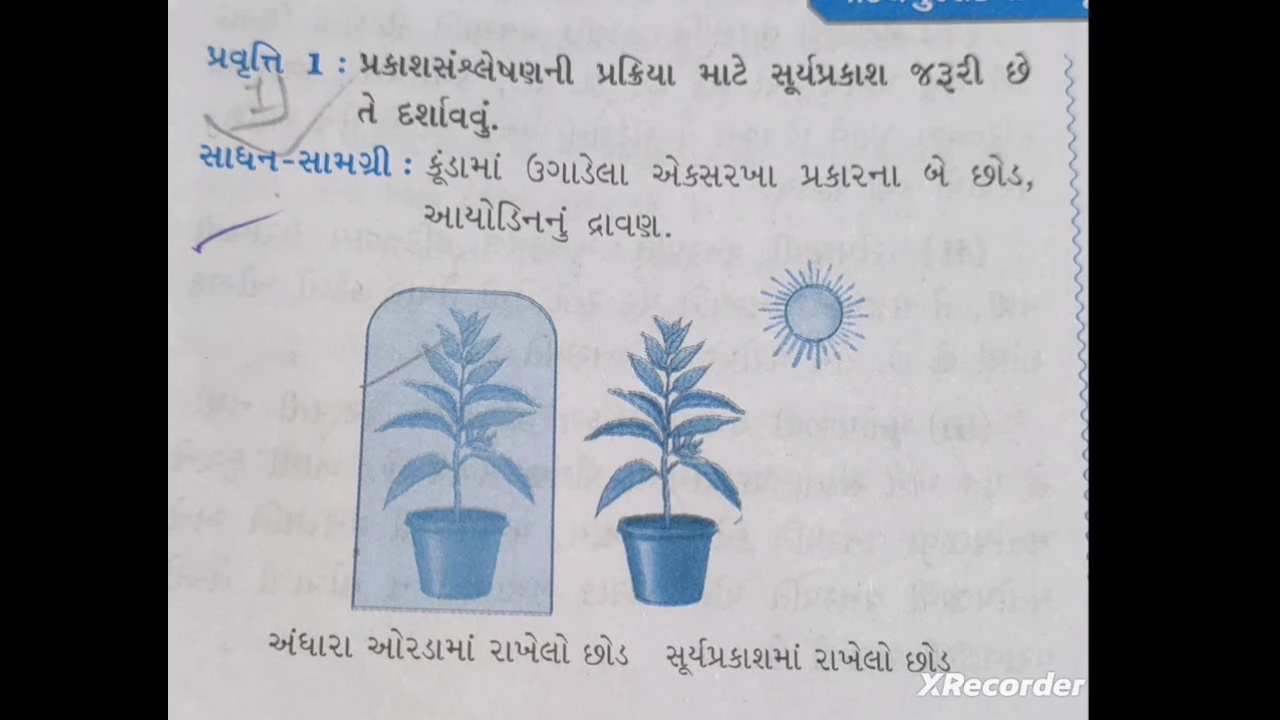 પ્રવૃત્તિ 1 : પ્રકાશસંશ્લેષણની પ્રક્રિયા માટે સૂર્યપ્રકાશ જરૂરી છે
તે દર્શાવવું.
1
સાધન-સામગ્રી : કૂંડામાં ઉગાડેલા એકસરખા પ્રકારના બે છોડ,
આયોડિનનું દ્રાવણ.
અંધારા ઓરડામાં રાખેલો છોડ સૂર્યપ્રકાશમાં રાખેલો છોડ
XRecorder